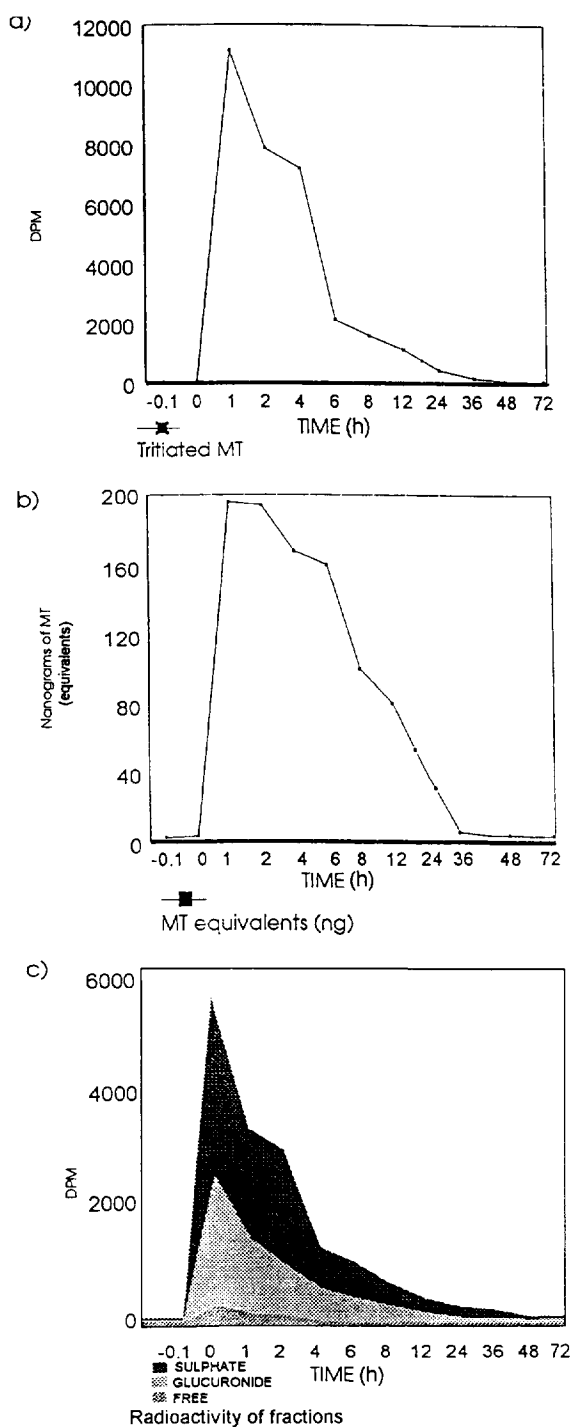 a)
12000
10000
8000
6000
4000
2000
0
DPM
-0.1 0 1 2 4 6 8 12 24 36 48 72
TIME (h)
Tritiated MT
b)
200
160
120
80
40
0
Nanograms of MT
(equivalents)
-0.1 0 1 2 4 6 8 12 24 36 48 72
TIME (h)
MT equivalents (ng)
c)
6000
4000
2000
0
DPM
-0.1 0 1 2 4 6 8 12 24 36 48 72
TIME (h)
SULPHATE
GLUCURONIDE
FREE
Radioactivity of fractions